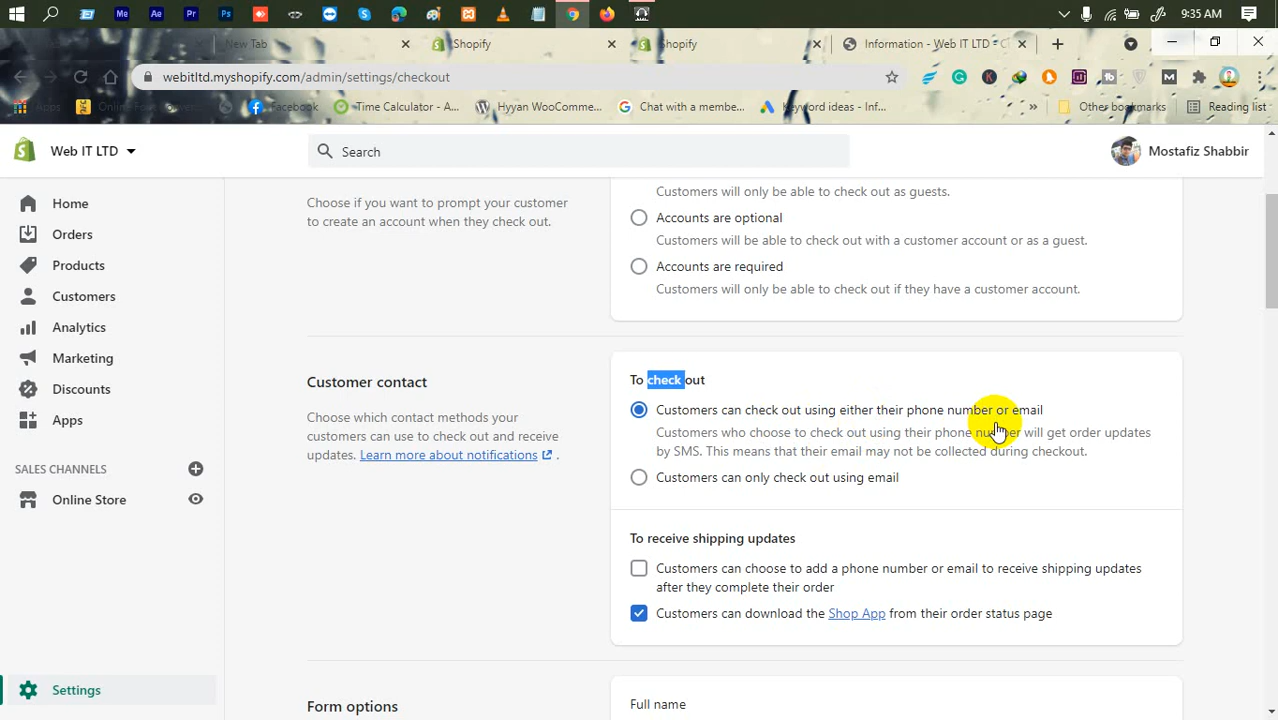 9:35 AM
New Tab
Shopify
Shopify
Information - Web IT LTD - C
webitltd.myshopify.com/admin/settings/checkout
Apps
Facebook
Time Calculator - A...
Hyyan WooComme...
Chat with a membe...
Keyword ideas - Inf...
Other bookmarks
Reading list
Web IT LTD
Search
Mostafiz Shabbir
Home
Orders
Products
Customers
Analytics
Marketing
Discounts
Apps
SALES CHANNELS
Online Store
Settings
Choose if you want to prompt your customer
to create an account when they check out.
Customers will only be able to check out as guests.
Accounts are optional
Customers will be able to check out with a customer account or as a guest.
Accounts are required
Customers will only be able to check out if they have a customer account.
Customer contact
Choose which contact methods your
customers can use to check out and receive
updates. Learn more about notifications .
To check out
Customers can check out using either their phone number or email
Customers who choose to check out using their phone number will get order updates
by SMS. This means that their email may not be collected during checkout.
Customers can only check out using email
To receive shipping updates
Customers can choose to add a phone number or email to receive shipping updates
after they complete their order
Customers can download the Shop App from their order status page
Form options
Full name